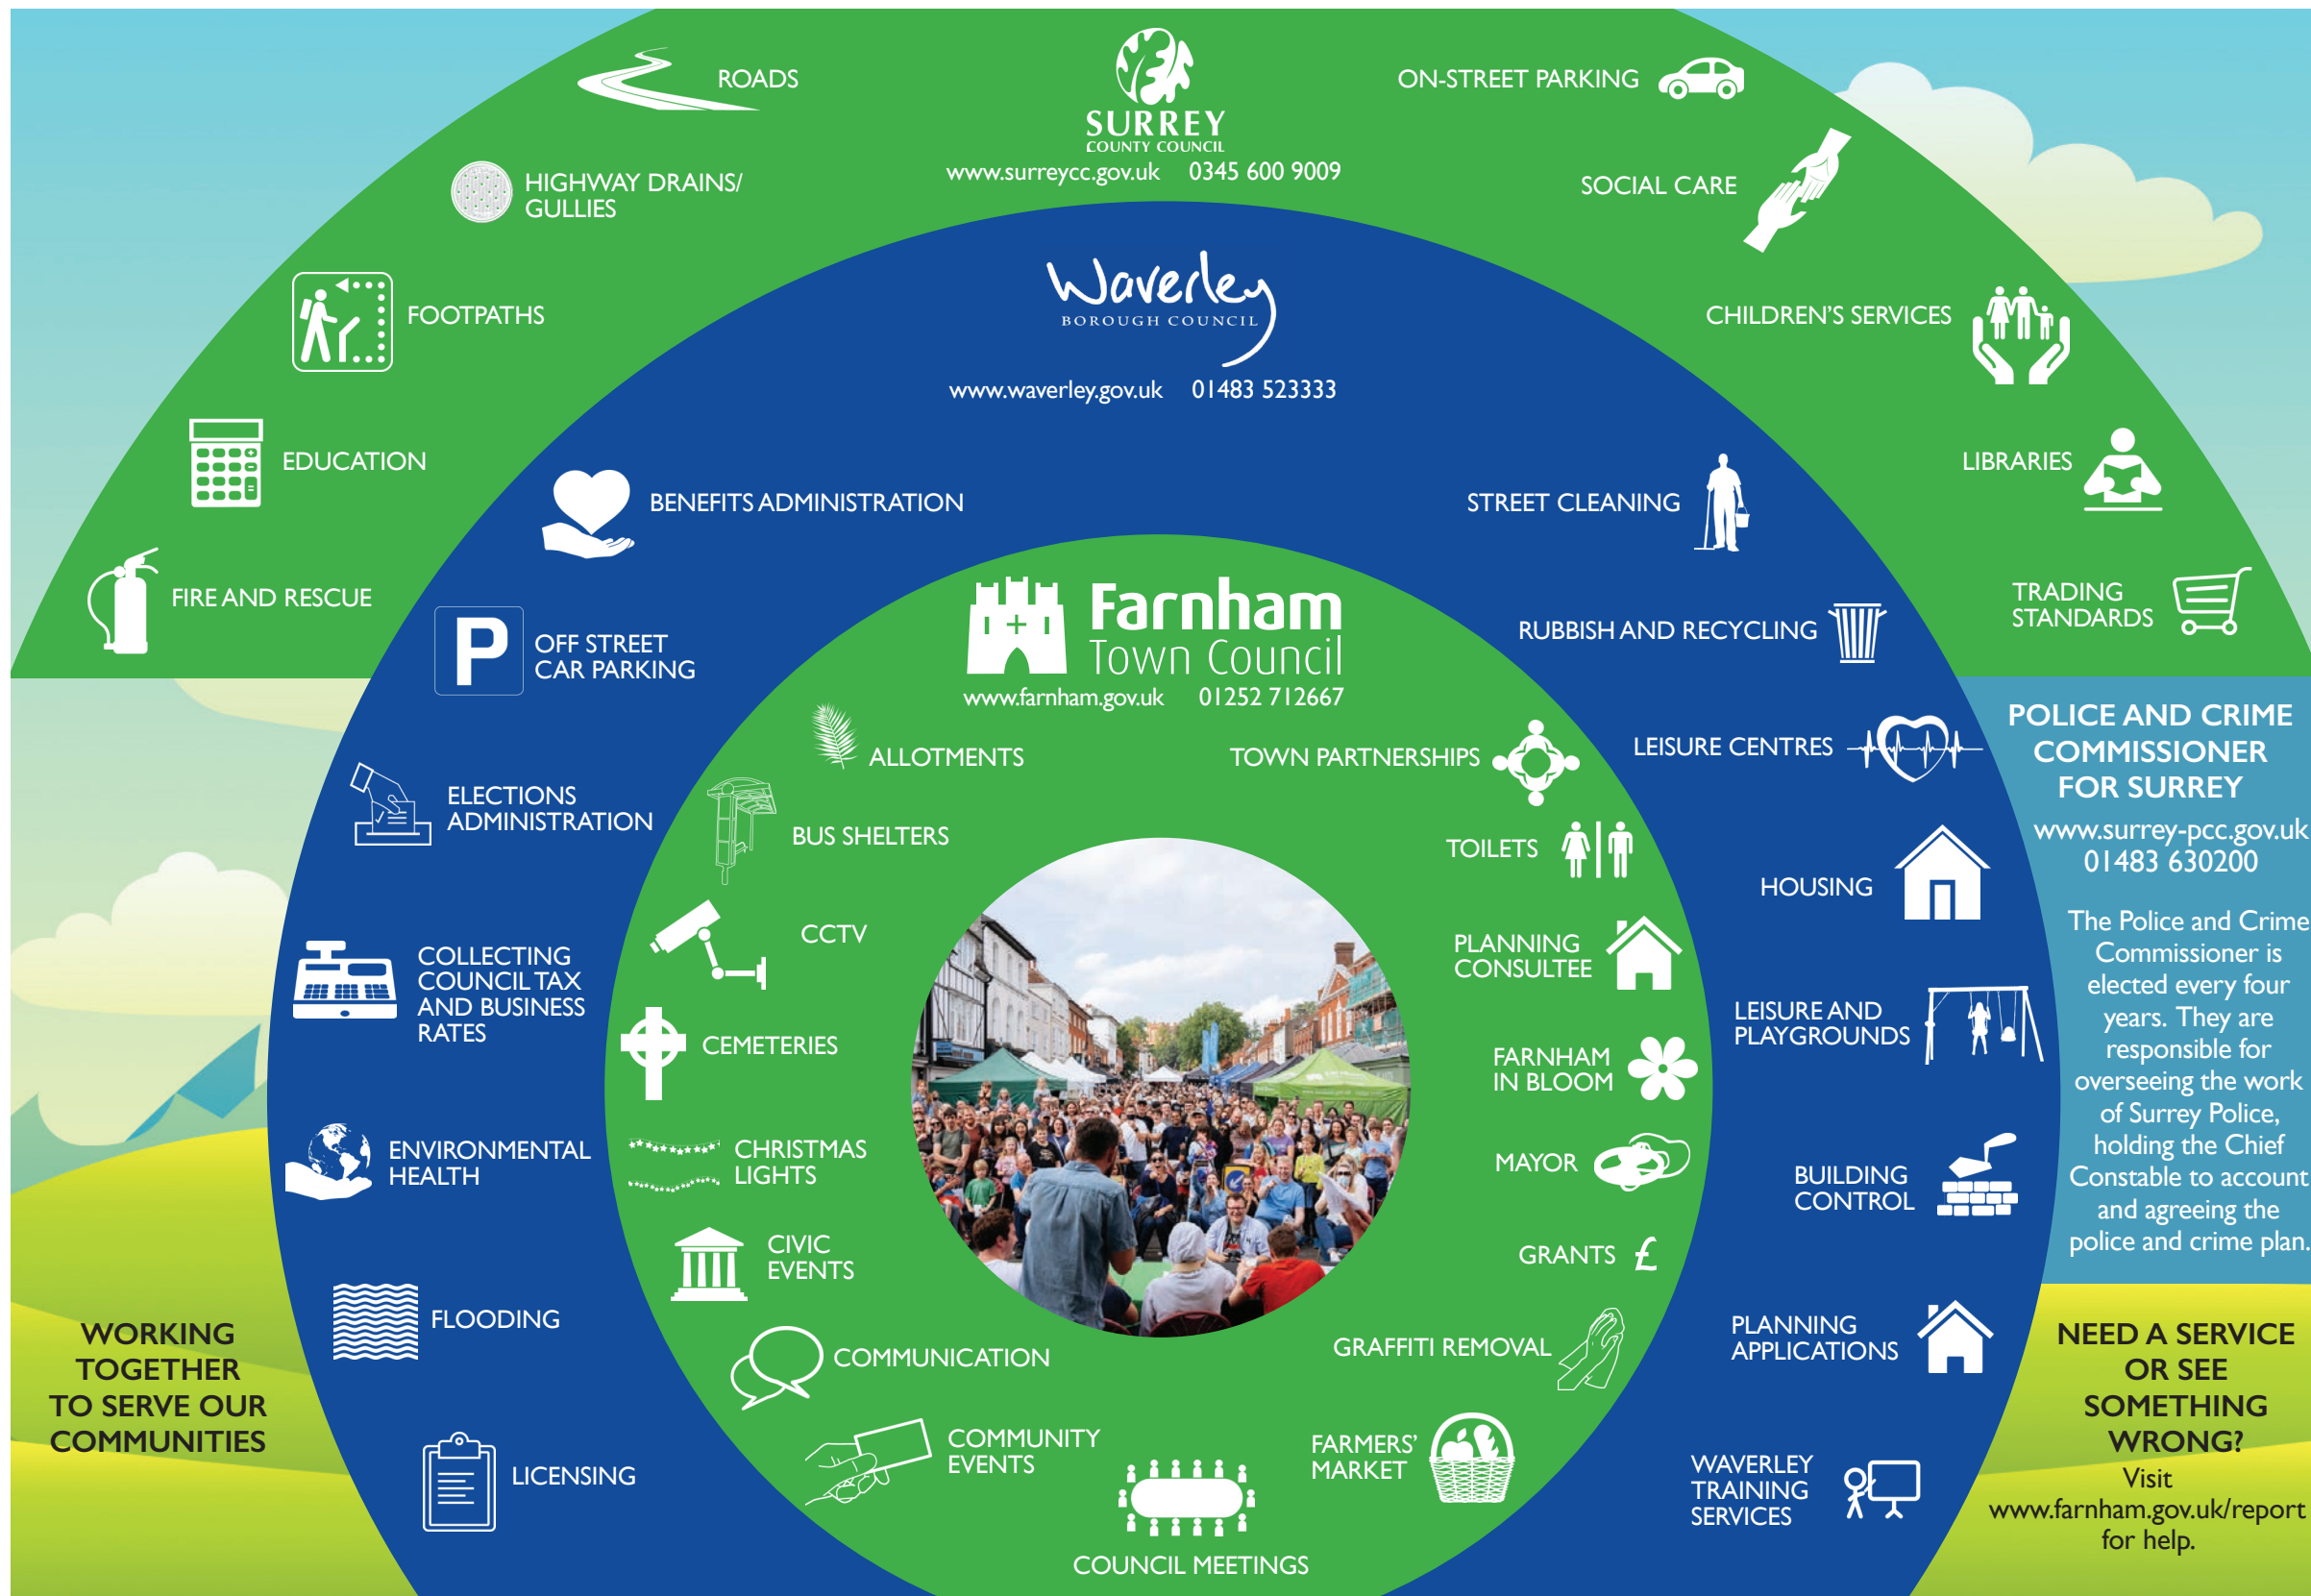 ROADS
HIGHWAY DRAINS/
GULLIES
FOOTPATHS
EDUCATION
FIRE AND RESCUE
SURREY
COUNTY COUNCIL
www.surreycc.gov.uk 0345 600 9009
ON-STREET PARKING
SOCIAL CARE
CHILDREN'S SERVICES
LIBRARIES
TRADING
STANDARDS
Waverley
BOROUGH COUNCIL
www.waverley.gov.uk 01483 523333
BENEFITS ADMINISTRATION
P
OFF STREET
CAR PARKING
ELECTIONS
ADMINISTRATION
COLLECTING
COUNCIL TAX
AND BUSINESS
RATES
ENVIRONMENTAL
HEALTH
FLOODING
LICENSING
STREET CLEANING
RUBBISH AND RECYCLING
LEISURE CENTRES
HOUSING
LEISURE AND
PLAYGROUNDS
BUILDING
CONTROL
PLANNING
APPLICATIONS
WAVERLEY
TRAINING
SERVICES
Farnham
Town Council
www.farnham.gov.uk 01252 712667
ALLOTMENTS
BUS SHELTERS
CCTV
CEMETERIES
CHRISTMAS
LIGHTS
CIVIC
EVENTS
COMMUNICATION
COMMUNITY
EVENTS
COUNCIL MEETINGS
TOWN PARTNERSHIPS
TOILETS
PLANNING
CONSULTEE
FARNHAM
IN BLOOM
MAYOR
GRANTS £
GRAFFITI REMOVAL
FARMERS'
MARKET
POLICE AND CRIME
COMMISSIONER
FOR SURREY
www.surrey-pcc.gov.uk
01483 630200
The Police and Crime
Commissioner is
elected every four
years. They are
responsible for
overseeing the work
of Surrey Police,
holding the Chief
Constable to account
and agreeing the
police and crime plan.
WORKING
TOGETHER
TO SERVE OUR
COMMUNITIES
NEED A SERVICE
OR SEE
SOMETHING
WRONG?
Visit
www.farnham.gov.uk/report
for help.